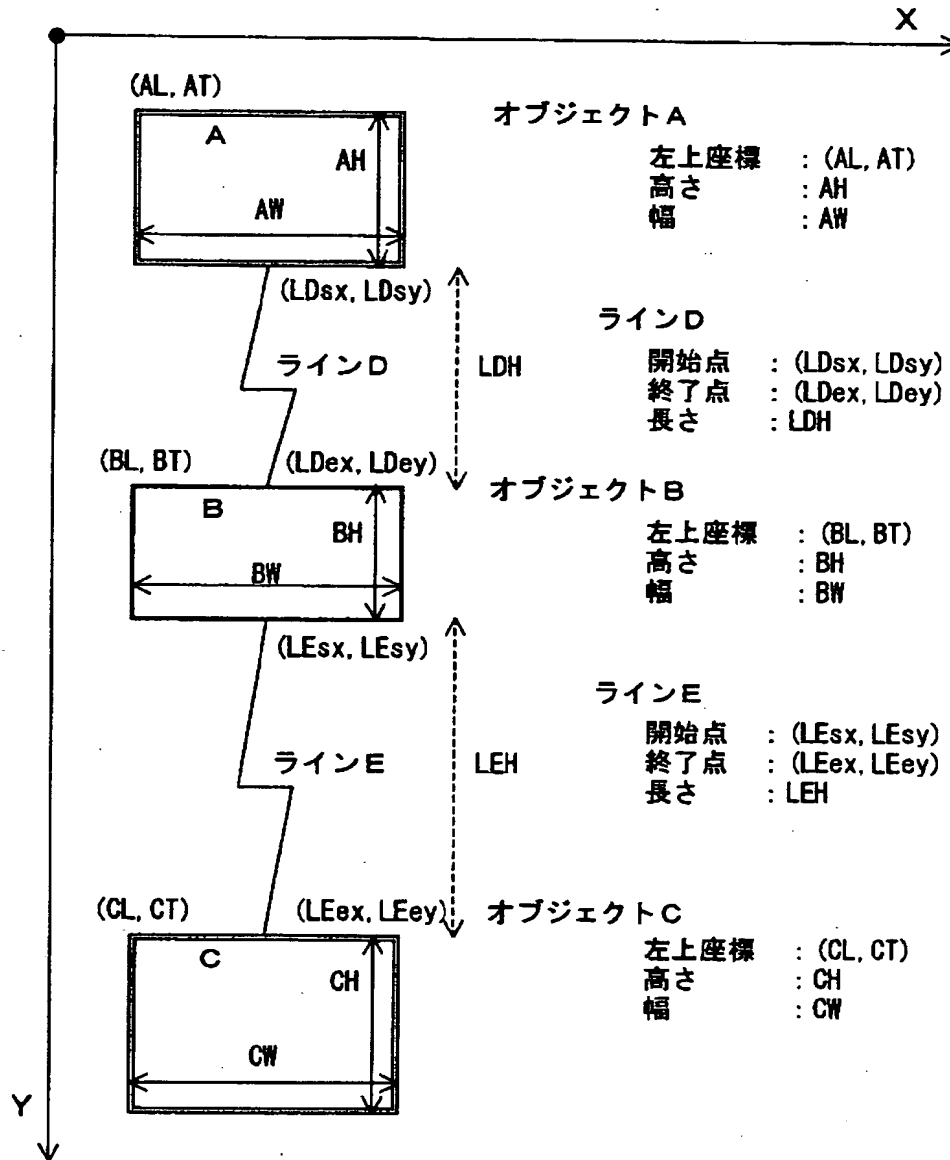 X
(AL, AT)
A
AH
AW
オブジェクトA
左上座標 : (AL, AT)
高さ : AH
幅 : AW
(LDsx, LDsy)
ラインD
LDH
ラインD
開始点 : (LDsx, LDsy)
終了点 : (LDex, LDey)
長さ : LDH
(BL, BT)
(LDex, LDey)
B
BH
BW
オブジェクトB
左上座標 : (BL, BT)
高さ : BH
幅 : BW
(LEsx, LEsy)
ラインE
LEH
ラインE
開始点 : (LEsx, LEsy)
終了点 : (LEex, LEey)
長さ : LEH
(CL, CT)
(LEex, LEey)
C
CH
CW
オブジェクトC
左上座標 : (CL, CT)
高さ : CH
幅 : CW
Y